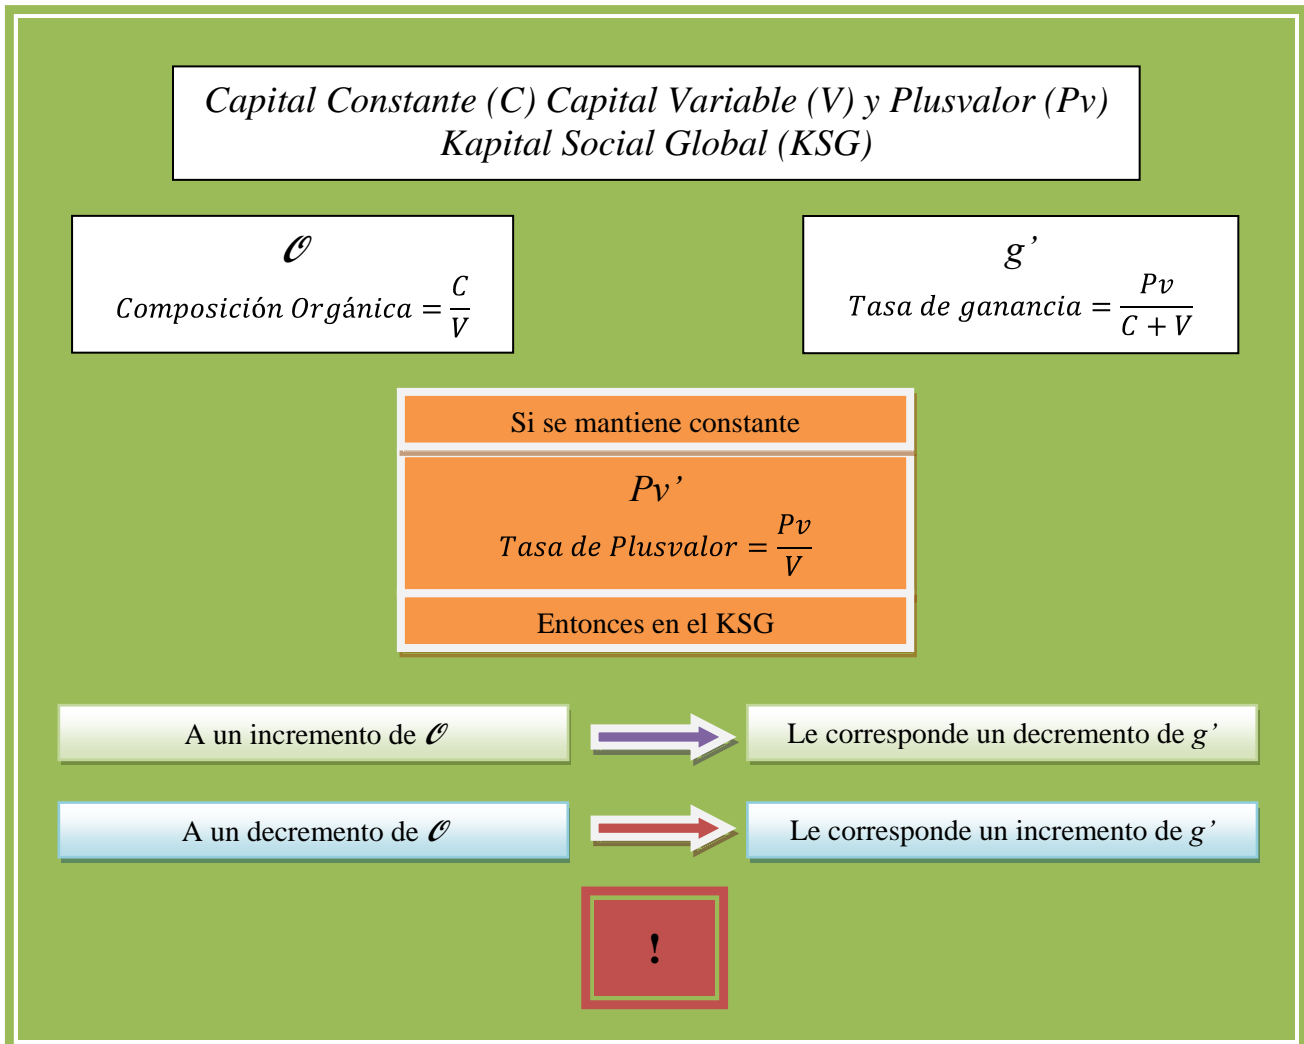 Capital Constante (C) Capital Variable (V) y Plusvalor (Pv)
Kapital Social Global (KSG)
𝒪
Composición Orgánica = C/V
g’
Tasa de ganancia = Pv/(C + V)
Si se mantiene constante
Pv’
Tasa de Plusvalor = Pv/V
Entonces en el KSG
A un incremento de 𝒪
Le corresponde un decremento de g’
A un decremento de 𝒪
Le corresponde un incremento de g’
!